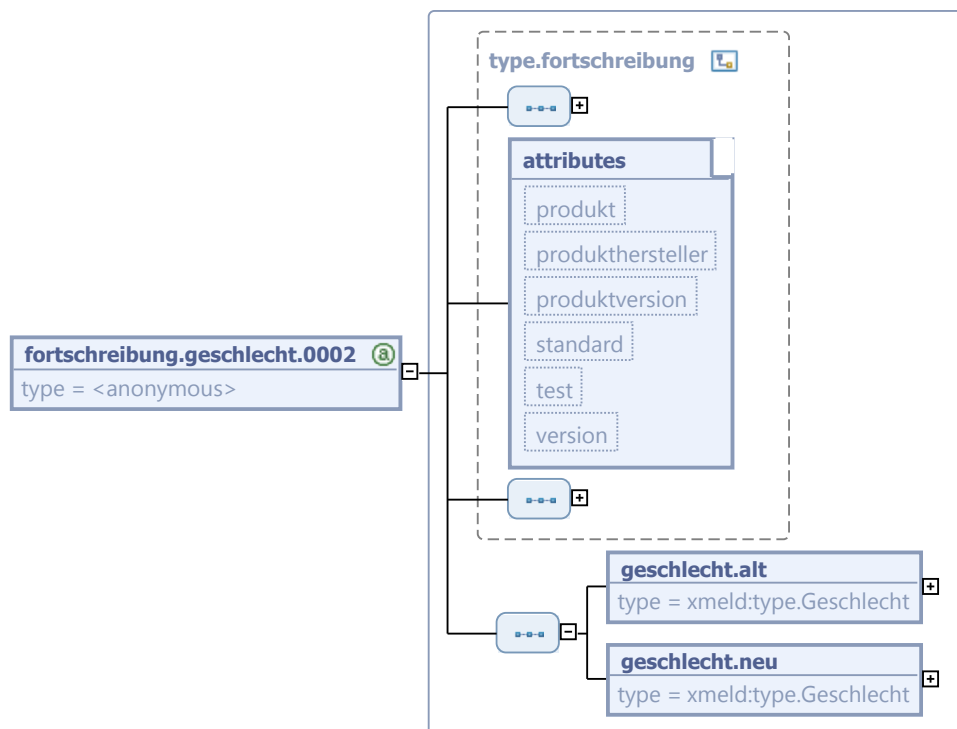 type.fortschreibung
attributes
produkt
produkthersteller
produktversion
standard
test
version
fortschreibung.geschlecht.0002 a
type = <anonymous>
geschlecht.alt
type = xmeld:type.Geschlecht
geschlecht.neu
type = xmeld:type.Geschlecht